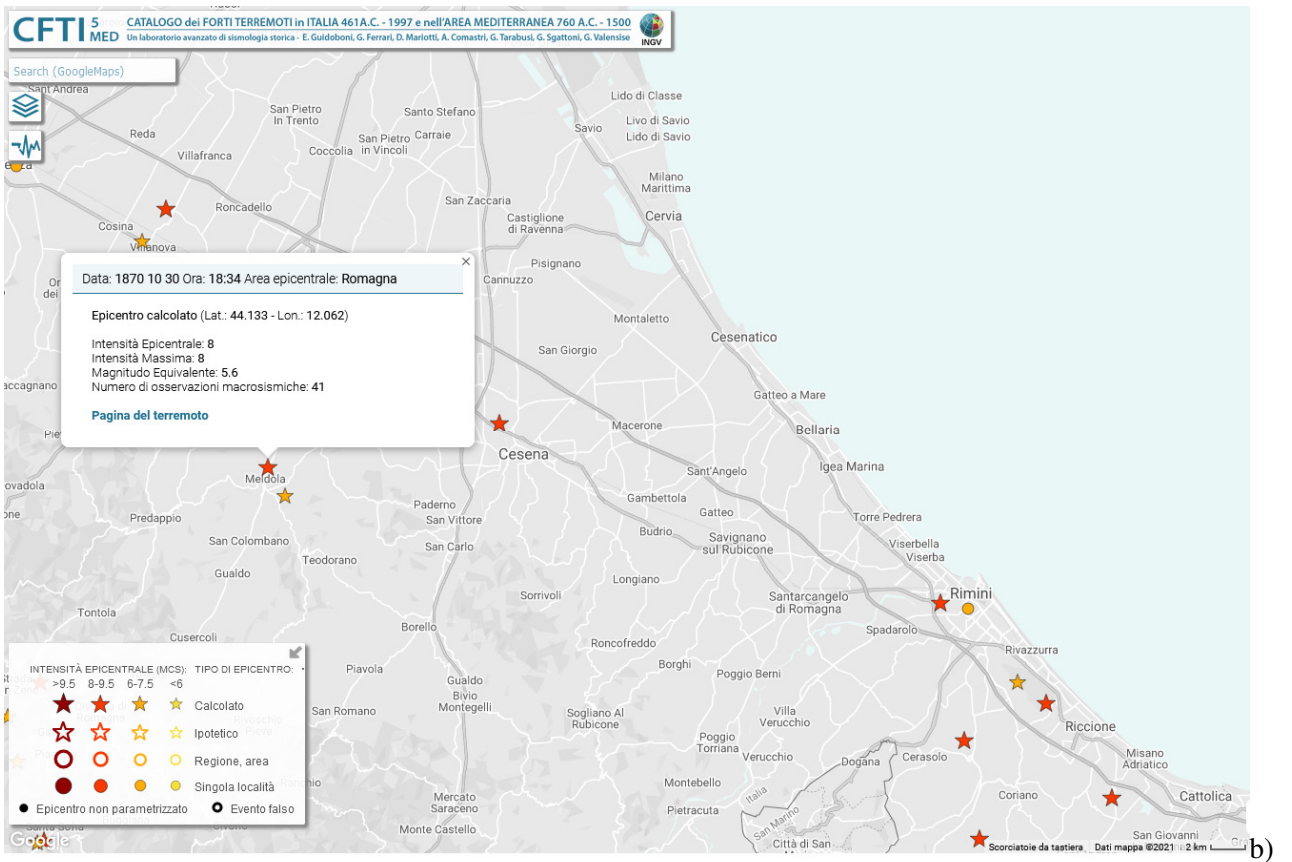 CFTI 5 MED
CATALOGO dei FORTI TERREMOTI in ITALIA 461A.C. - 1997 e nell'AREA MEDITERRANEA 760 A.C. - 1500
Un laboratorio avanzato di sismologia storica - E. Guidoboni, G. Ferrari, D. Mariotti, A. Comastri, G. Tarabusi, G. Sgattoni, G. Valensise
INGV
Search (GoogleMaps)
Sant'Andrea
San Pietro
In Trento
Santo Stefano
Lido di Classe
Reda
San Pietro
in Vincoli
Carraie
Savio
Livo di Savio
Lido di Savio
Villafranca
Coccolia
Milano
Marittima
Roncadello
San Zaccaria
Cosina
Castiglione
di Ravenna
Cervia
Villanova
Pisignano
Cannuzzo
Data: 1870 10 30 Ora: 18:34 Area epicentrale: Romagna
Epicentro calcolato (Lat.: 44.133 - Lon.: 12.062)
Intensità Epicentrale: 8
Intensità Massima: 8
Magnitudo Equivalente: 5.6
Numero di osservazioni macrosismiche: 41
Pagina del terremoto
Montaletto
Cesenatico
San Giorgio
Gatteo a Mare
Macerone
Bellaria
Cesena
Sant'Angelo
Igea Marina
Meldola
Gambettola
Paderno
Gatteo
Torre Pedrera
Predappio
San Vittore
Budrio
Savignano
sul Rubicone
Viserbella
Viserba
San Colombano
San Carlo
Teodorano
Gualdo
Longiano
Sorrivoli
Santarcangelo
di Romagna
Rimini
Tontola
Borello
Spadarolo
Cusercoli
Roncofreddo
Rivazzurra
Borghi
Poggio Berni
Piavola
Gualdo
Bivio
Montegelli
San Romano
Sogliano Al
Rubicone
Villa
Verucchio
Riccione
Poggio
Torriana
Verucchio
Dogana
Cerasolo
Misano
Adriatico
Montebello
Italia
Coriano
Cattolica
Mercato
Saraceno
Pietracuta
San Marino
Monte Castello
Città di
San Giovanni
INTENSITÀ EPICENTRALE (MCS): TIPO DI EPICENTRO:
>9.5 8-9.5 6-7.5 <6
Calcolato
Ipotetico
Regione, area
Singola località
Epicentro non parametrizzato Evento falso
Google
Scorciatoie da tastiera Dati mappa ©2021 2 km
b)